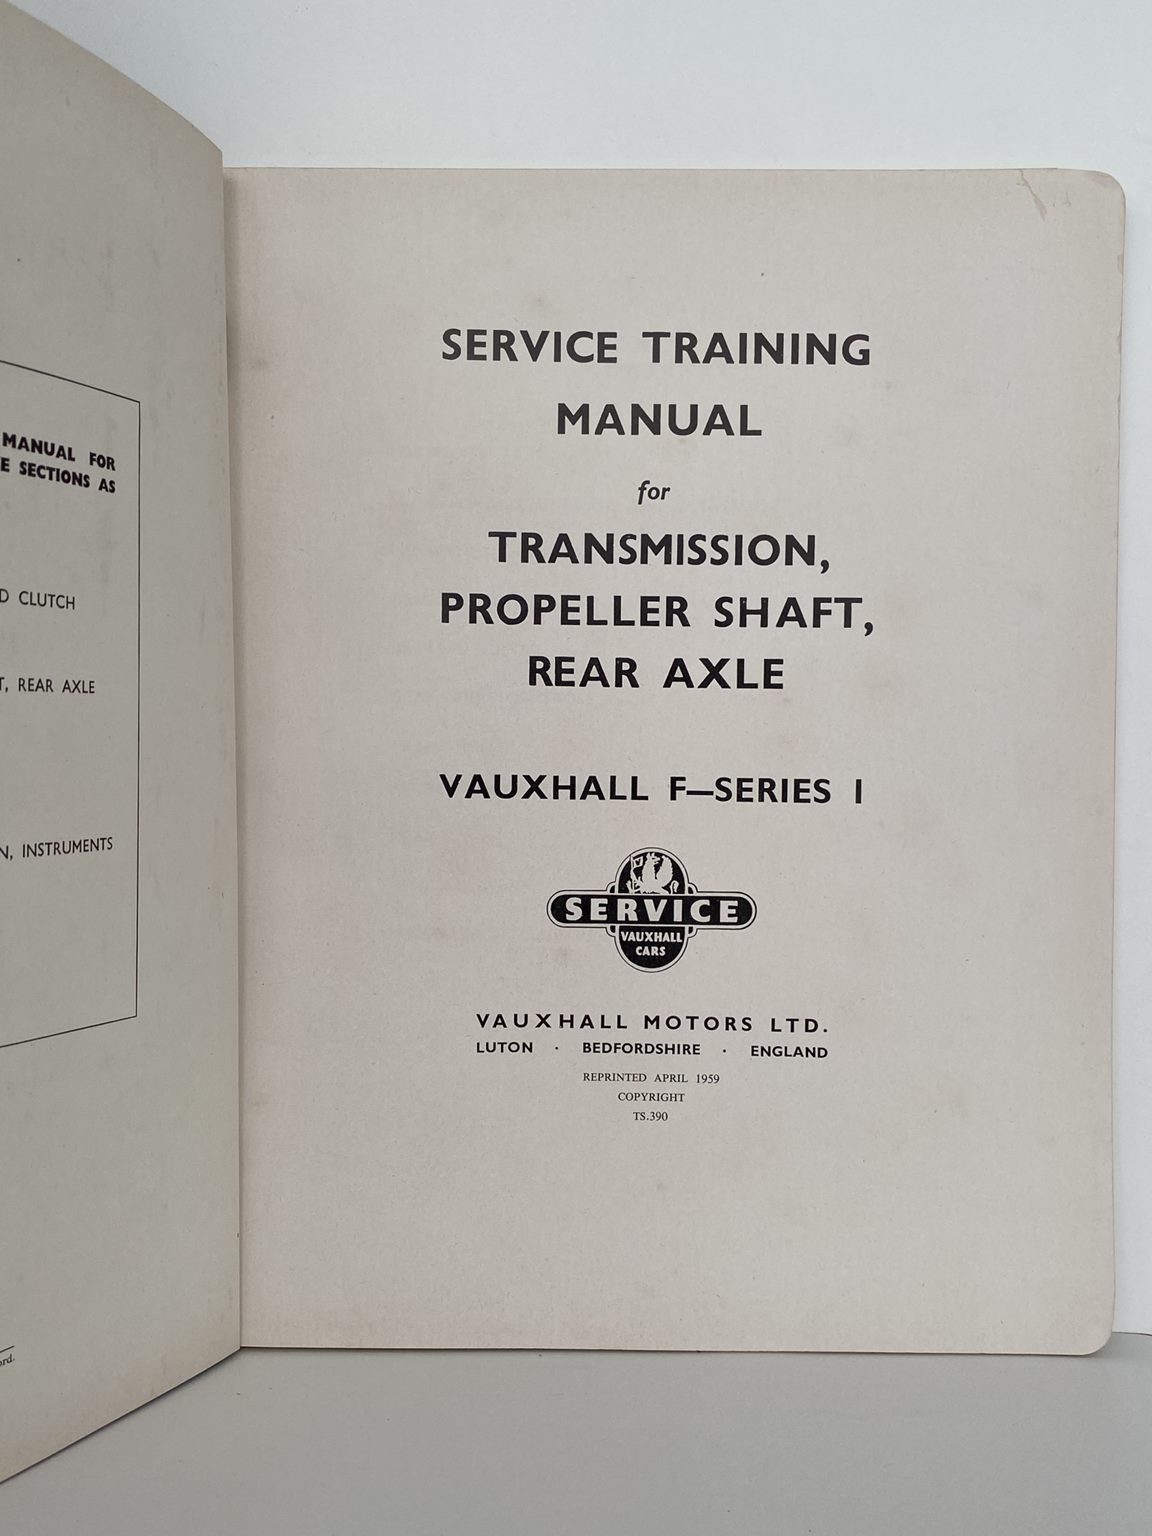 MANUAL FOR
E SECTIONS AS
D CLUTCH
T, REAR AXLE
N, INSTRUMENTS
ord.
SERVICE TRAINING
MANUAL
for
TRANSMISSION,
PROPELLER SHAFT,
REAR AXLE
VAUXHALL F—SERIES I
SERVICE
VAUXHALL
CARS
VAUXHALL MOTORS LTD.
LUTON · BEDFORDSHIRE · ENGLAND
REPRINTED APRIL 1959
COPYRIGHT
TS.390